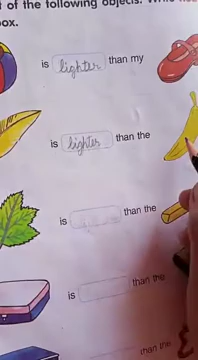 t of the following objects. Write
ox.
is lighter than my
is lighter than the
is than the
is than the
than the